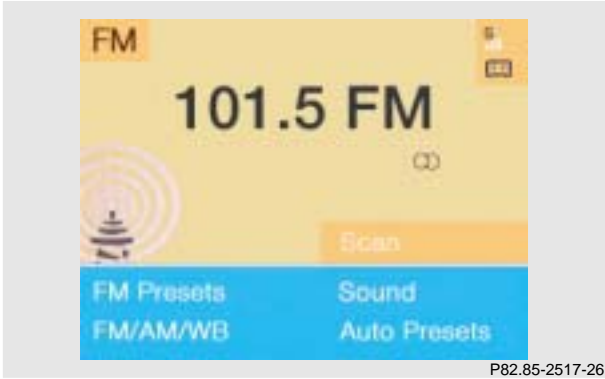 FM
101.5 FM
Scan
FM Presets Sound
FM/AM/WB Auto Presets
P82.85-2517-26